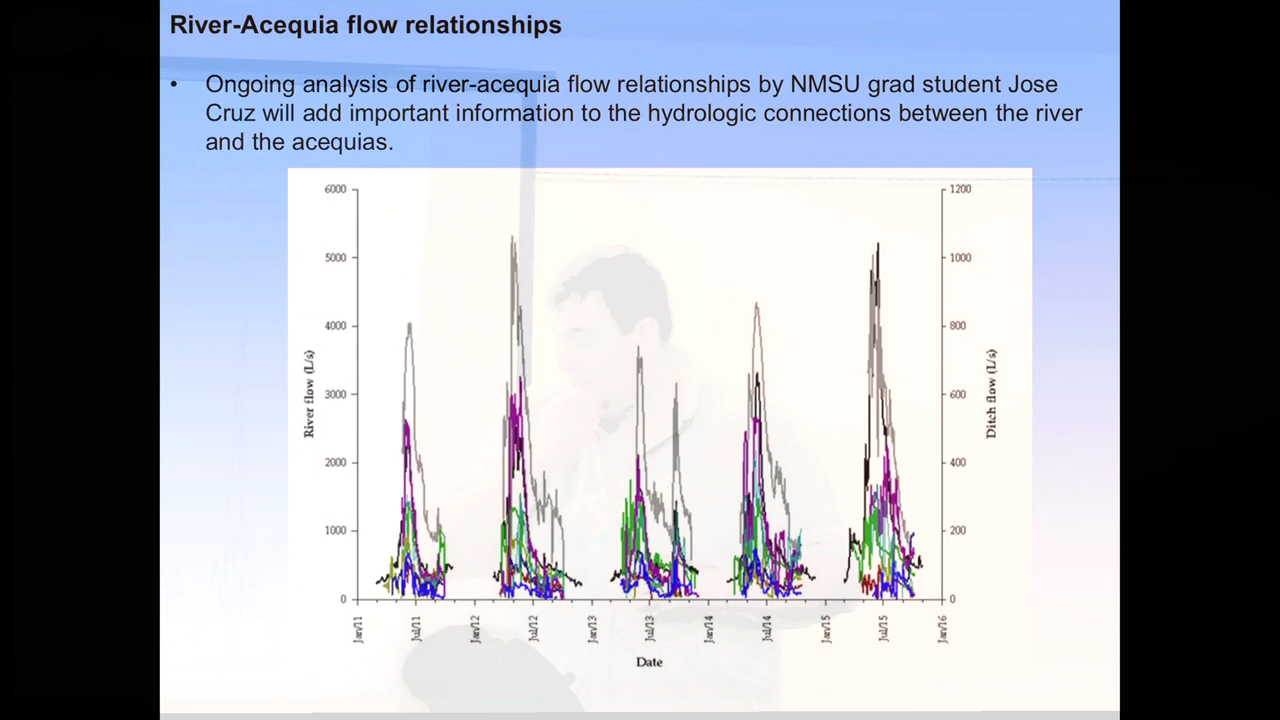 River-Acequia flow relationships
• Ongoing analysis of river-acequia flow relationships by NMSU grad student Jose
Cruz will add important information to the hydrologic connections between the river
and the acequias.
6000
5000
4000
3000
2000
1000
0
River flow (L/s)
1200
1000
800
600
400
200
0
Ditch flow (L/s)
Jan/11
Jul/11
Jan/12
Jul/12
Jan/13
Jul/13
Jan/14
Jul/14
Jan/15
Jul/15
Jan/16
Date